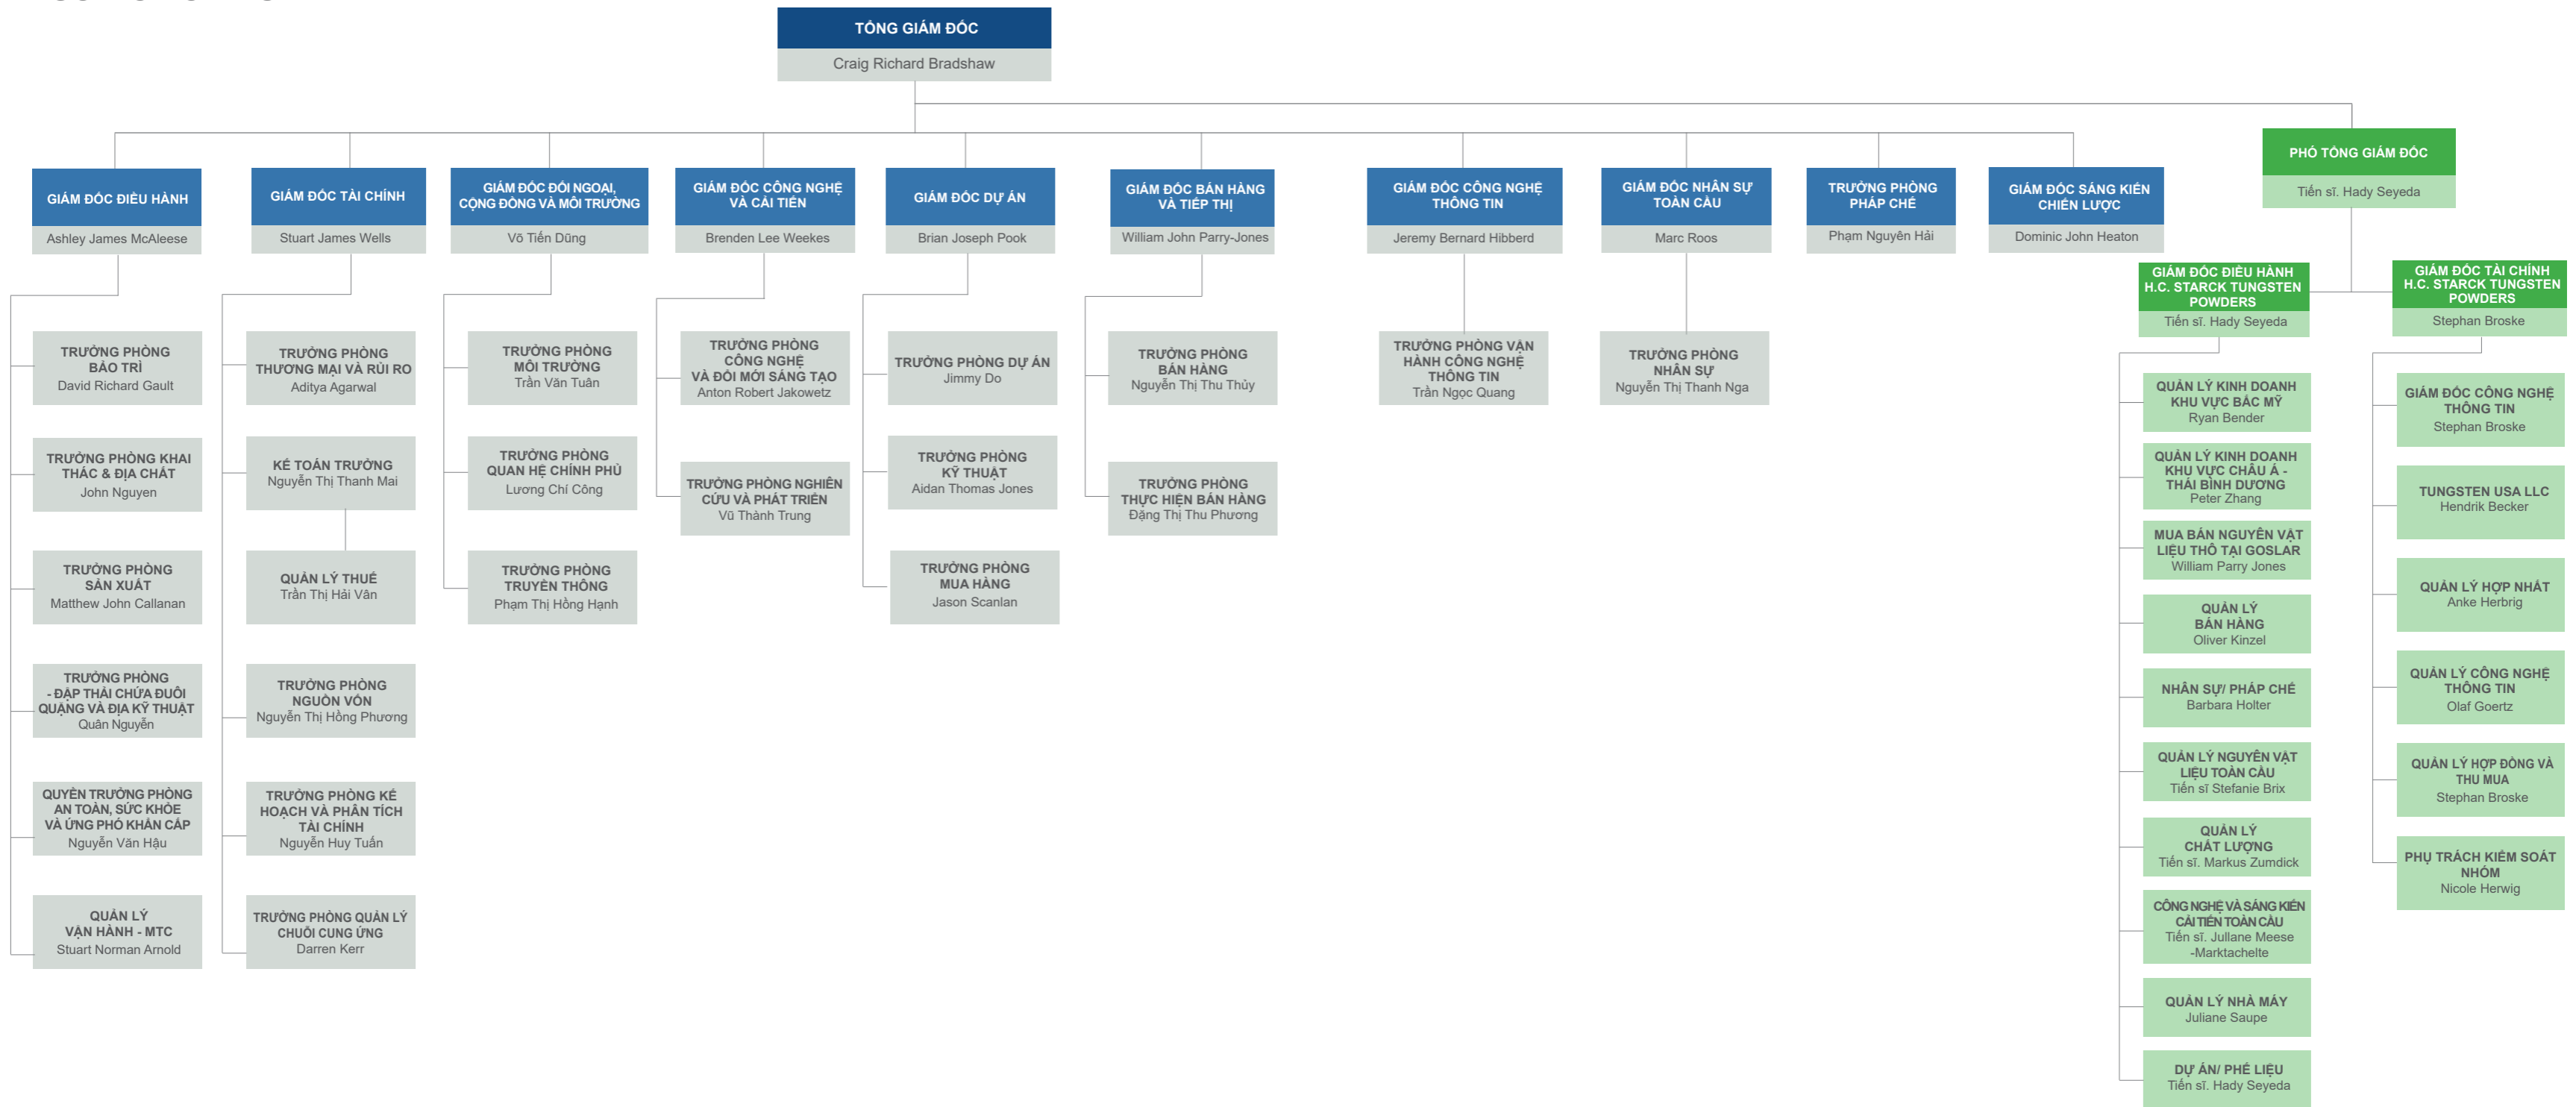 TỔNG GIÁM ĐỐC
Craig Richard Bradshaw
PHÓ TỔNG GIÁM ĐỐC
Tiến sĩ. Hady Seyeda
GIÁM ĐỐC ĐIỀU HÀNH
Ashley James McAleese
GIÁM ĐỐC TÀI CHÍNH
Stuart James Wells
GIÁM ĐỐC ĐỐI NGOẠI,
CỘNG ĐỒNG VÀ MÔI TRƯỜNG
Võ Tiến Dũng
GIÁM ĐỐC CÔNG NGHỆ
VÀ CẢI TIẾN
Brenden Lee Weekes
GIÁM ĐỐC DỰ ÁN
Brian Joseph Pook
GIÁM ĐỐC BÁN HÀNG
VÀ TIẾP THỊ
William John Parry-Jones
GIÁM ĐỐC CÔNG NGHỆ
THÔNG TIN
Jeremy Bernard Hibberd
GIÁM ĐỐC NHÂN SỰ
TOÀN CẦU
Marc Roos
TRƯỞNG PHÒNG
PHÁP CHẾ
Phạm Nguyên Hải
GIÁM ĐỐC SÁNG KIẾN
CHIẾN LƯỢC
Dominic John Heaton
TRƯỞNG PHÒNG
BẢO TRÌ
David Richard Gault
TRƯỞNG PHÒNG KHAI
THÁC & ĐỊA CHẤT
John Nguyen
TRƯỞNG PHÒNG
SẢN XUẤT
Matthew John Callanan
TRƯỞNG PHÒNG
- ĐẬP THẢI CHỨA ĐUÔI
QUẶNG VÀ ĐỊA KỸ THUẬT
Quân Nguyễn
QUYỀN TRƯỞNG PHÒNG
AN TOÀN, SỨC KHỎE
VÀ ỨNG PHÓ KHẨN CẤP
Nguyễn Văn Hậu
QUẢN LÝ
VẬN HÀNH - MTC
Stuart Norman Arnold
TRƯỞNG PHÒNG
THƯƠNG MẠI VÀ RỦI RO
Aditya Agarwal
KẾ TOÁN TRƯỞNG
Nguyễn Thị Thanh Mai
QUẢN LÝ THUẾ
Trần Thị Hải Vân
TRƯỞNG PHÒNG
NGUỒN VỐN
Nguyễn Thị Hồng Phương
TRƯỞNG PHÒNG KẾ
HOẠCH VÀ PHÂN TÍCH
TÀI CHÍNH
Nguyễn Huy Tuấn
TRƯỞNG PHÒNG QUẢN LÝ
CHUỖI CUNG ỨNG
Darren Kerr
TRƯỞNG PHÒNG
MÔI TRƯỜNG
Trần Văn Tuân
TRƯỞNG PHÒNG
QUAN HỆ CHÍNH PHỦ
Lương Chí Công
TRƯỞNG PHÒNG
TRUYỀN THÔNG
Phạm Thị Hồng Hạnh
TRƯỞNG PHÒNG
CÔNG NGHỆ
VÀ ĐỔI MỚI SÁNG TẠO
Anton Robert Jakowetz
TRƯỞNG PHÒNG NGHIÊN
CỨU VÀ PHÁT TRIỂN
Vũ Thành Trung
TRƯỞNG PHÒNG DỰ ÁN
Jimmy Do
TRƯỞNG PHÒNG
KỸ THUẬT
Aidan Thomas Jones
TRƯỞNG PHÒNG
MUA HÀNG
Jason Scanlan
TRƯỞNG PHÒNG
BÁN HÀNG
Nguyễn Thị Thu Thủy
TRƯỞNG PHÒNG
THỰC HIỆN BÁN HÀNG
Đặng Thị Thu Phương
TRƯỞNG PHÒNG VẬN
HÀNH CÔNG NGHỆ
THÔNG TIN
Trần Ngọc Quang
TRƯỞNG PHÒNG
NHÂN SỰ
Nguyễn Thị Thanh Nga
GIÁM ĐỐC ĐIỀU HÀNH
H.C. STARCK TUNGSTEN
POWDERS
Tiến sĩ. Hady Seyeda
QUẢN LÝ KINH DOANH
KHU VỰC BẮC MỸ
Ryan Bender
QUẢN LÝ KINH DOANH
KHU VỰC CHÂU Á -
THÁI BÌNH DƯƠNG
Peter Zhang
MUA BÁN NGUYÊN VẬT
LIỆU THÔ TẠI GOSLAR
William Parry Jones
QUẢN LÝ
BÁN HÀNG
Oliver Kinzel
NHÂN SỰ/ PHÁP CHẾ
Barbara Holter
QUẢN LÝ NGUYÊN VẬT
LIỆU TOÀN CẦU
Tiến sĩ Stefanie Brix
QUẢN LÝ
CHẤT LƯỢNG
Tiến sĩ. Markus Zumdick
CÔNG NGHỆ VÀ SÁNG KIẾN
CẢI TIẾN TOÀN CẦU
Tiến sĩ. Jullane Meese
-Marktachelte
QUẢN LÝ NHÀ MÁY
Juliane Saupe
DỰ ÁN/ PHẾ LIỆU
Tiến sĩ. Hady Seyeda
GIÁM ĐỐC TÀI CHÍNH
H.C. STARCK TUNGSTEN
POWDERS
Stephan Broske
GIÁM ĐỐC CÔNG NGHỆ
THÔNG TIN
Stephan Broske
TUNGSTEN USA LLC
Hendrik Becker
QUẢN LÝ HỢP NHẤT
Anke Herbrig
QUẢN LÝ CÔNG NGHỆ
THÔNG TIN
Olaf Goertz
QUẢN LÝ HỢP ĐỒNG VÀ
THU MUA
Stephan Broske
PHỤ TRÁCH KIỂM SOÁT
NHÓM
Nicole Herwig